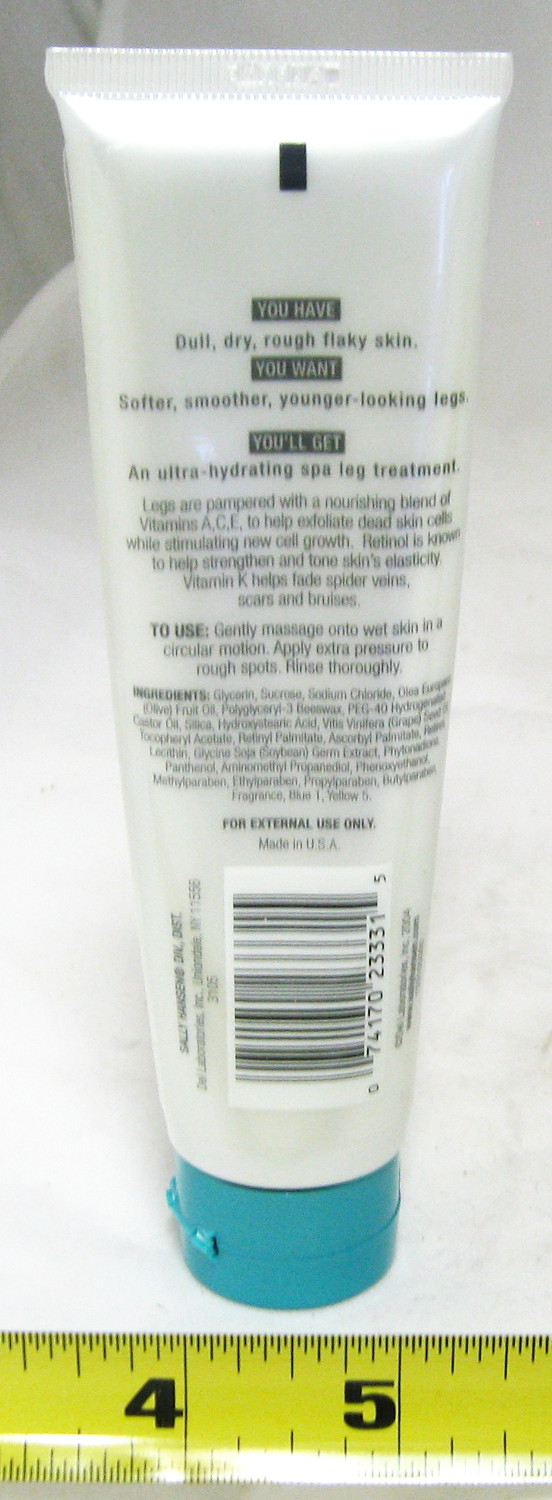 YOU HAVE
Dull, dry, rough flaky skin.
YOU WANT
Softer, smoother, younger-looking legs.
YOU'LL GET
An ultra-hydrating spa leg treatment.
Legs are pampered with a nourishing blend of
Vitamins A,C,E, to help exfoliate dead skin cells
while stimulating new cell growth. Retinol is known
to help strengthen and tone skin's elasticity.
Vitamin K helps fade spider veins,
scars and bruises.
TO USE: Gently massage onto wet skin in a
circular motion. Apply extra pressure to
rough spots. Rinse thoroughly.
INGREDIENTS: Glycerin, Sucrose, Sodium Chloride, Olea
(Olive) Fruit Oil, Polyglyceryl-3 Beeswax, PEG-40 Hydrogenated
Castor Oil, Silica, Hydroxystearic Acid, Vitis Vinifera (Grape) Seed
Tocopheryl Acetate, Retinyl Palmitate, Ascorbyl Palmitate,
Lecithin, Glycine Soja (Soybean) Germ Extract,
Panthenol, Aminomethyl Propanediol, Phenoxyethanol,
Methylparaben, Ethylparaben, Propylparaben, Butylparaben,
Fragrance, Blue 1, Yellow 5.
FOR EXTERNAL USE ONLY.
Made in U.S.A.
SALLY HANSEN® DIV., DIST.
Del Laboratories, Inc., Uniondale, NY 11556
3105
0 74170 23331 5
©Del Laboratories, Inc. 2004
4 5